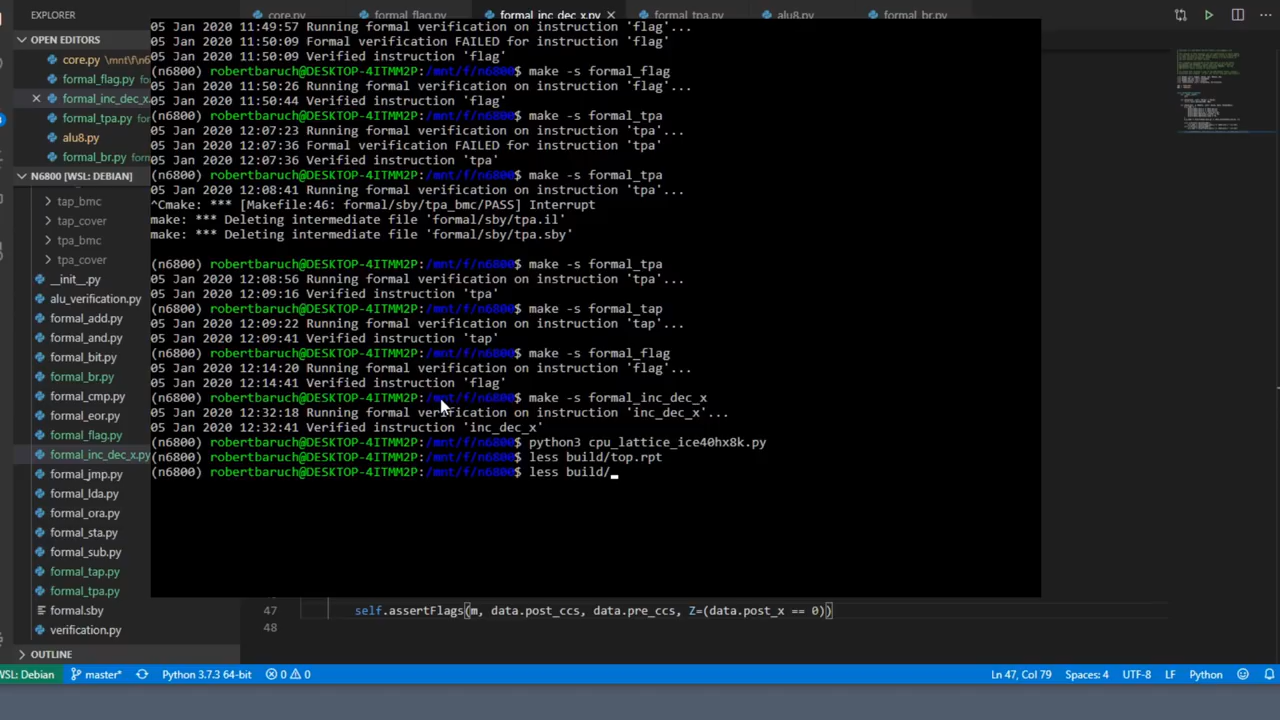 EXPLORER
core.py
formal_flag.py
formal_inc_dec_x.py
formal_tpa.py
alu8.py
formal_br.py
OPEN EDITORS
core.py \mnt\f\n6
formal_flag.py form
formal_inc_dec_x.
formal_tpa.py form
alu8.py
formal_br.py form
N6800 [WSL: DEBIAN]
tap_bmc
tap_cover
tpa_bmc
tpa_cover
__init__.py
alu_verification.py
formal_add.py
formal_and.py
formal_bit.py
formal_br.py
formal_cmp.py
formal_eor.py
formal_flag.py
formal_inc_dec_x.py
formal_jmp.py
formal_lda.py
formal_ora.py
formal_sta.py
formal_sub.py
formal_tap.py
formal_tpa.py
formal.sby
verification.py
OUTLINE
05 Jan 2020 11:49:57 Running formal verification on instruction 'flag'...
05 Jan 2020 11:50:09 Formal verification FAILED for instruction 'flag'
05 Jan 2020 11:50:09 Verified instruction 'flag'
(n6800) robertbaruch@DESKTOP-4ITMM2P:/mnt/f/n6800$ make -s formal_flag
05 Jan 2020 11:50:26 Running formal verification on instruction 'flag'...
05 Jan 2020 11:50:44 Verified instruction 'flag'
(n6800) robertbaruch@DESKTOP-4ITMM2P:/mnt/f/n6800$ make -s formal_tpa
05 Jan 2020 12:07:23 Running formal verification on instruction 'tpa'...
05 Jan 2020 12:07:36 Formal verification FAILED for instruction 'tpa'
05 Jan 2020 12:07:36 Verified instruction 'tpa'
(n6800) robertbaruch@DESKTOP-4ITMM2P:/mnt/f/n6800$ make -s formal_tpa
05 Jan 2020 12:08:41 Running formal verification on instruction 'tpa'...
^Cmake: *** [Makefile:46: formal/sby/tpa_bmc/PASS] Interrupt
make: *** Deleting intermediate file 'formal/sby/tpa.il'
make: *** Deleting intermediate file 'formal/sby/tpa.sby'
(n6800) robertbaruch@DESKTOP-4ITMM2P:/mnt/f/n6800$ make -s formal_tpa
05 Jan 2020 12:08:56 Running formal verification on instruction 'tpa'...
05 Jan 2020 12:09:16 Verified instruction 'tpa'
(n6800) robertbaruch@DESKTOP-4ITMM2P:/mnt/f/n6800$ make -s formal_tap
05 Jan 2020 12:09:22 Running formal verification on instruction 'tap'...
05 Jan 2020 12:09:41 Verified instruction 'tap'
(n6800) robertbaruch@DESKTOP-4ITMM2P:/mnt/f/n6800$ make -s formal_flag
05 Jan 2020 12:14:20 Running formal verification on instruction 'flag'...
05 Jan 2020 12:14:41 Verified instruction 'flag'
(n6800) robertbaruch@DESKTOP-4ITMM2P:/mnt/f/n6800$ make -s formal_inc_dec_x
05 Jan 2020 12:32:18 Running formal verification on instruction 'inc_dec_x'...
05 Jan 2020 12:32:41 Verified instruction 'inc_dec_x'
(n6800) robertbaruch@DESKTOP-4ITMM2P:/mnt/f/n6800$ python3 cpu_lattice_ice40hx8k.py
(n6800) robertbaruch@DESKTOP-4ITMM2P:/mnt/f/n6800$ less build/top.rpt
(n6800) robertbaruch@DESKTOP-4ITMM2P:/mnt/f/n6800$ less build/
47 self.assertFlags(m, data.post_ccs, data.pre_ccs, Z=(data.post_x == 0))
48
WSL: Debian master* Python 3.7.3 64-bit 0 0 Ln 47, Col 79 Spaces: 4 UTF-8 LF Python